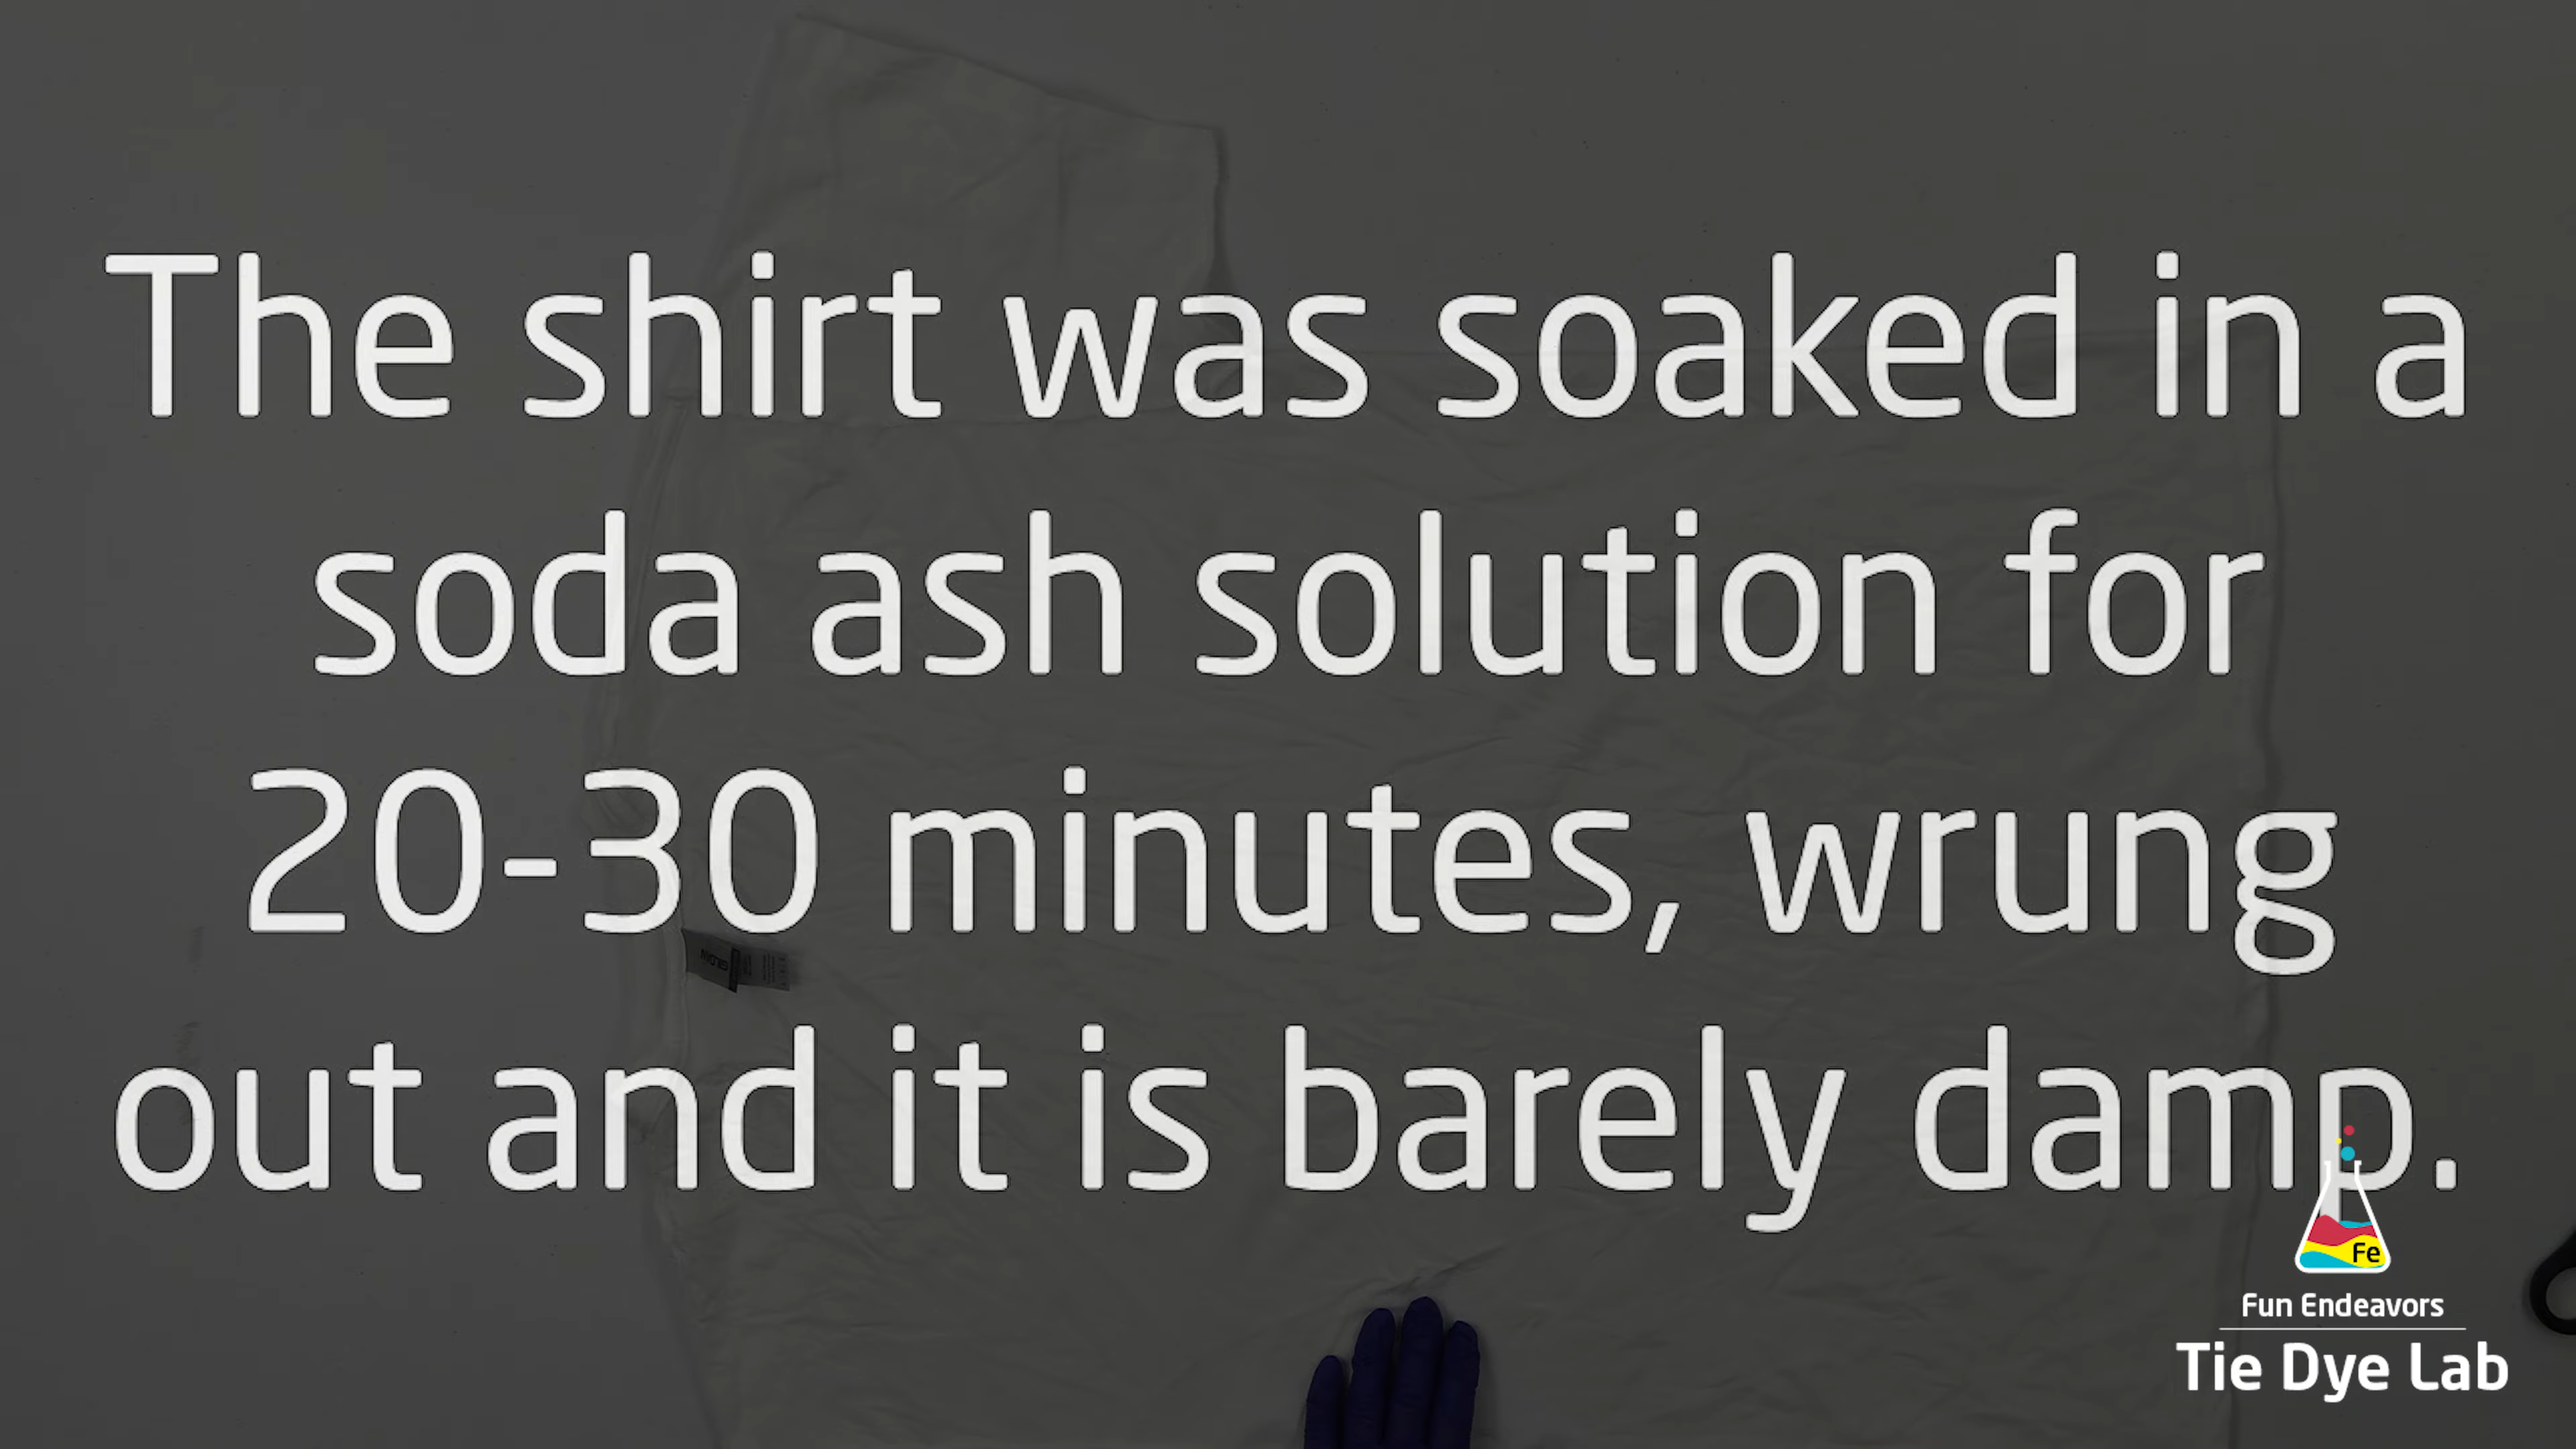 The shirt was soaked in a
soda ash solution for
20-30 minutes, wrung
out and it is barely damp.
Fe
Fun Endeavors
Tie Dye Lab